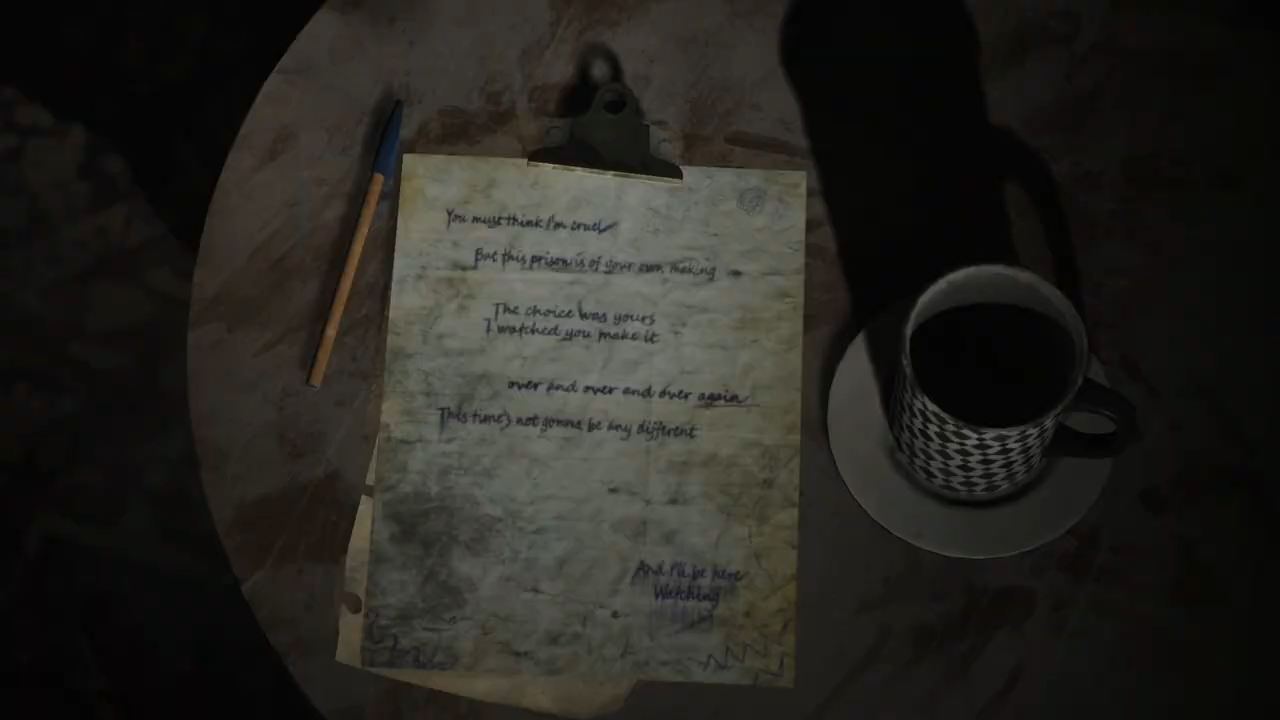 You must think I'm cruel
But this prison is of your own making
The choice was yours
I watched you make it
over and over and over again
This time's not gonna be any different
And I'll be here
Watching